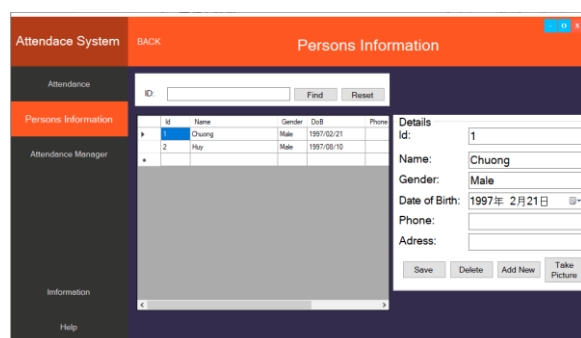 Attendace System
BACK
Persons Information
- O X
Attendance
Persons Information
Attendance Manager
Imformation
Help
ID:
Find Reset
Id Name Gender DoB Phone
1 Chuong Male 1997/02/21
2 Huy Male 1997/08/10
Details
Id: 1
Name: Chuong
Gender: Male
Date of Birth: 1997年 2月21日
Phone:
Adress:
Save Delete Add New Take Picture